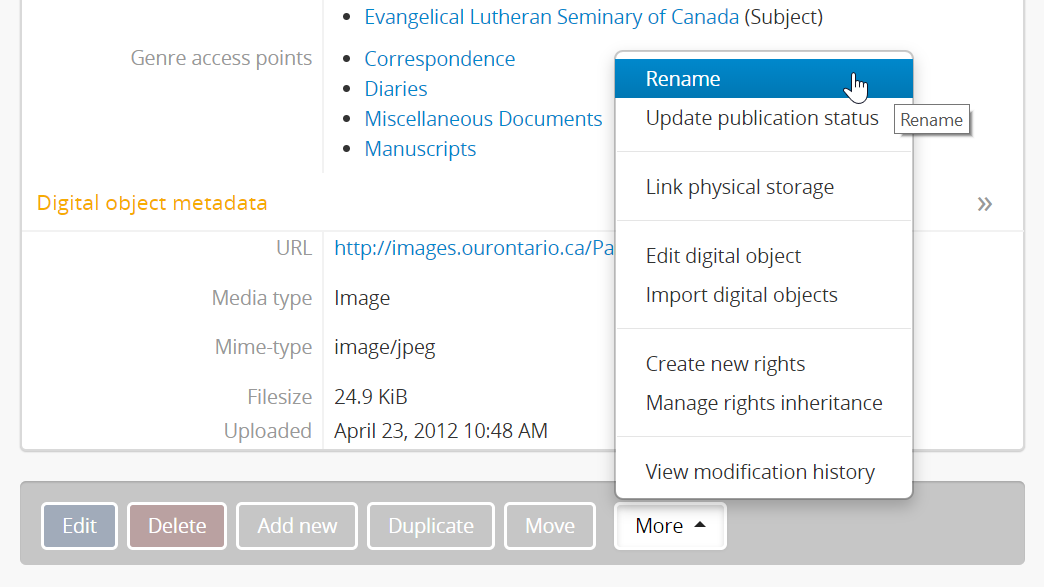 Evangelical Lutheran Seminary of Canada (Subject)
Genre access points
Correspondence
Diaries
Miscellaneous Documents
Manuscripts
Digital object metadata
»
URL http://images.ourontario.ca/Pa
Media type Image
Mime-type image/jpeg
Filesize 24.9 KiB
Uploaded April 23, 2012 10:48 AM
Rename
Update publication status
Rename
Link physical storage
Edit digital object
Import digital objects
Create new rights
Manage rights inheritance
View modification history
Edit Delete Add new Duplicate Move More